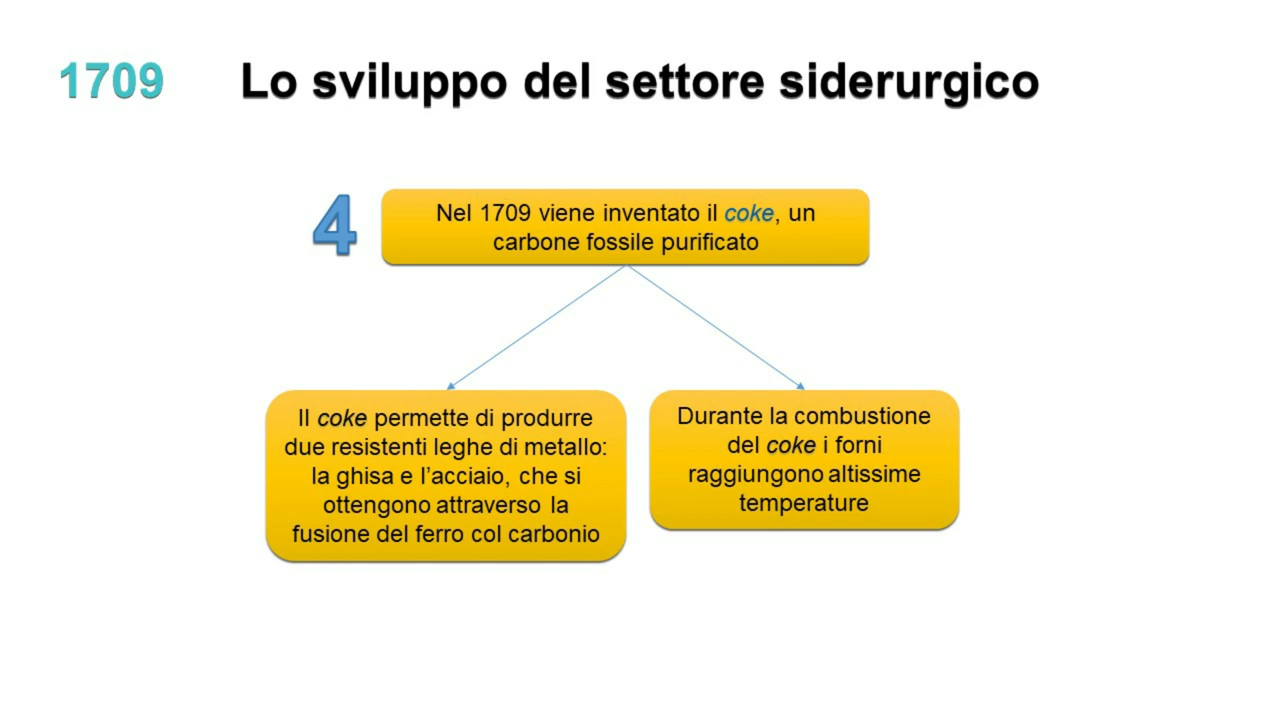 1709
Lo sviluppo del settore siderurgico
4
Nel 1709 viene inventato il coke, un
carbone fossile purificato
Il coke permette di produrre
due resistenti leghe di metallo:
la ghisa e l’acciaio, che si
ottengono attraverso la
fusione del ferro col carbonio
Durante la combustione
del coke i forni
raggiungono altissime
temperature